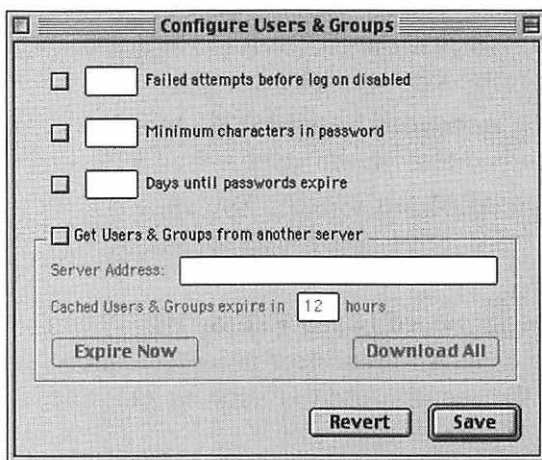 Configure Users & Groups
Failed attempts before log on disabled
Minimum characters in password
Days until passwords expire
Get Users & Groups from another server
Server Address:
Cached Users & Groups expire in 12 hours
Expire Now Download All
Revert Save